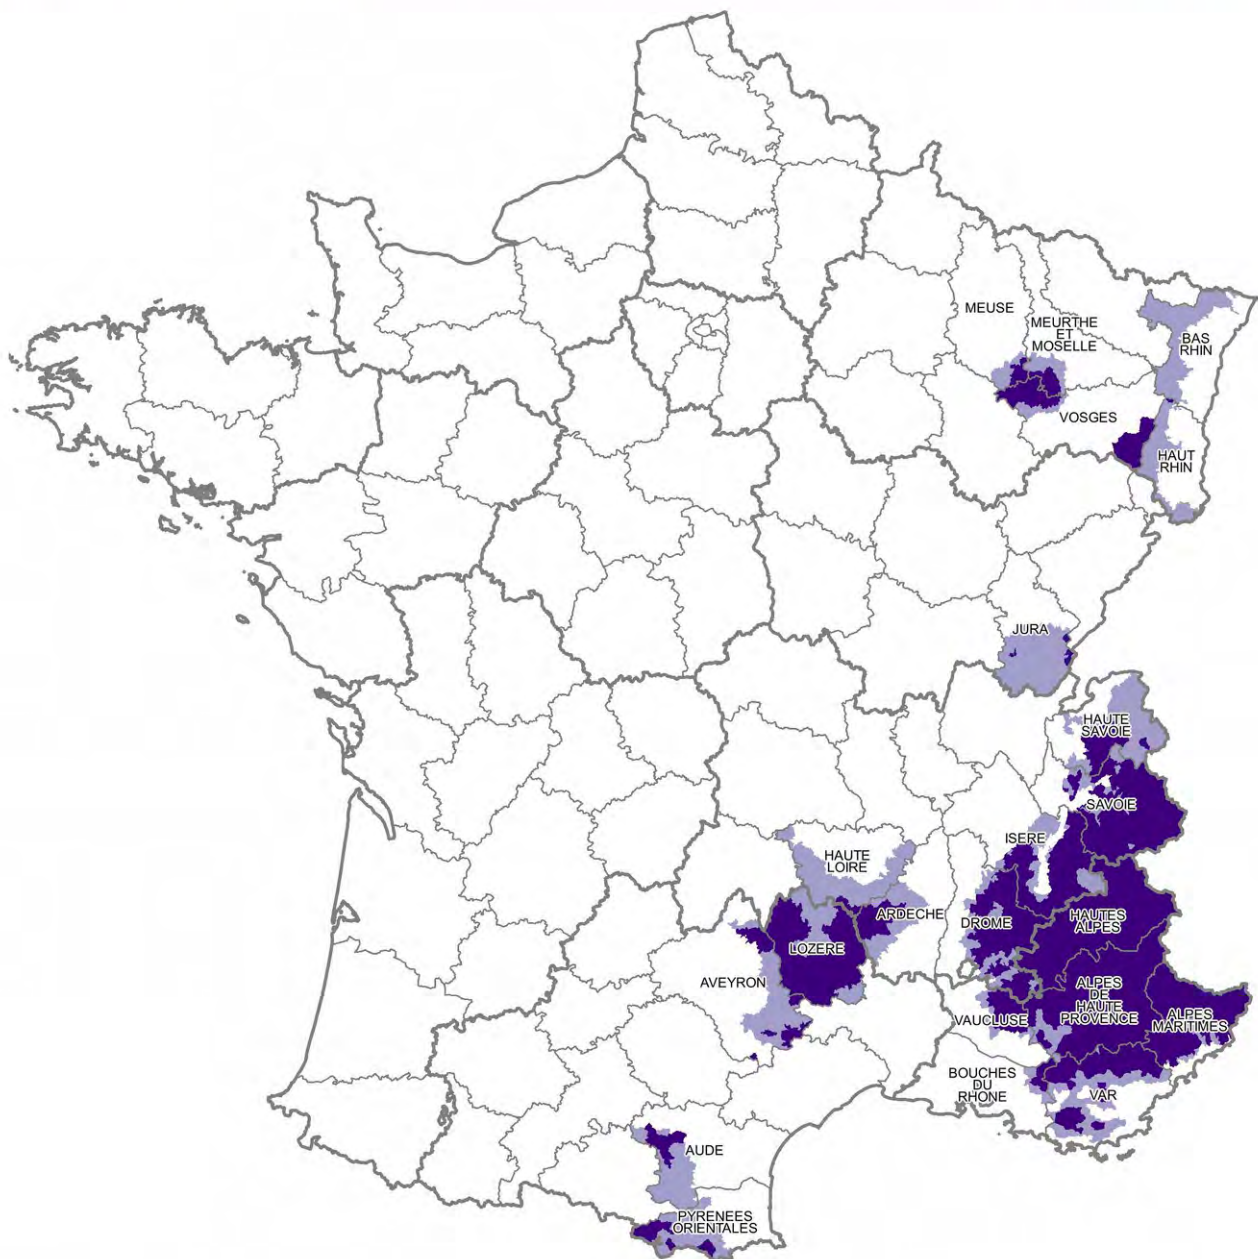 MEUSE
MEURTHE
ET
MOSELLE
BAS
RHIN
VOSGES
HAUT
RHIN
JURA
HAUTE
SAVOIE
SAVOIE
ISERE
HAUTE
LOIRE
ARDECHE
DROME
HAUTES
ALPES
LOZERE
AVEYRON
ALPES
DE
HAUTE
PROVENCE
VAUCLUSE
ALPES
MARITIMES
BOUCHES
DU
RHONE
VAR
AUDE
PYRENEES
ORIENTALES